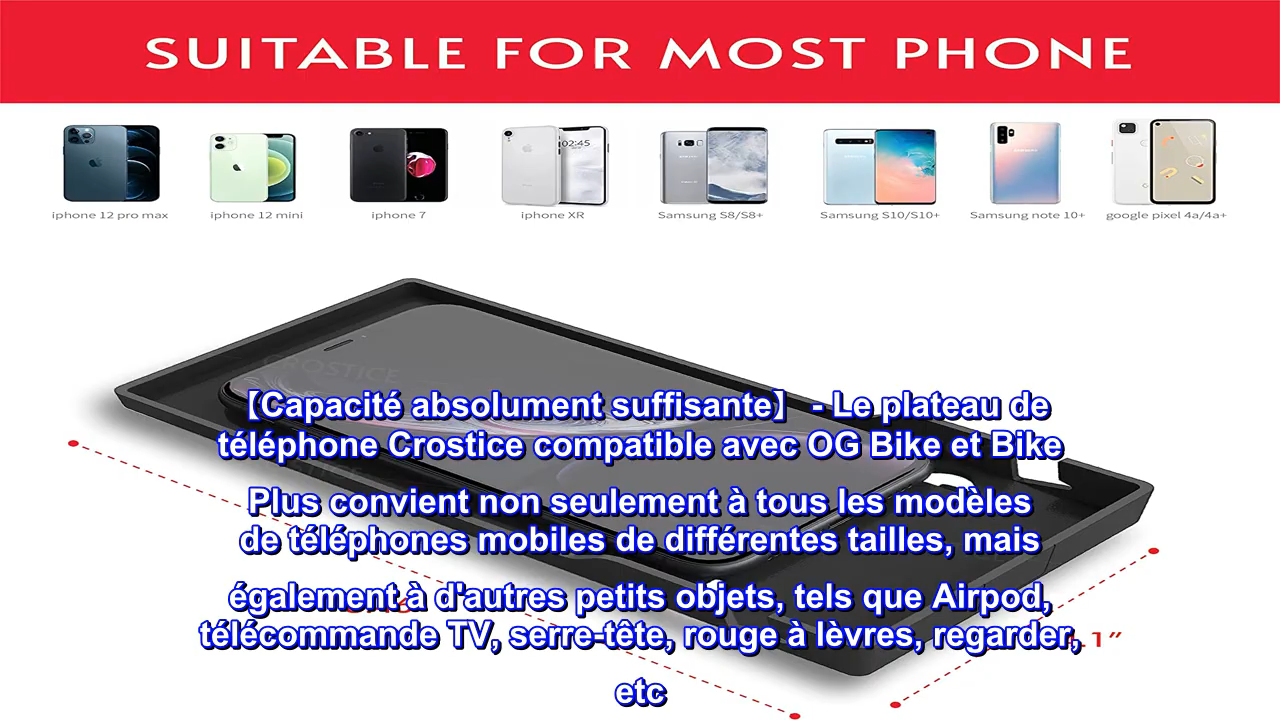 SUITABLE FOR MOST PHONE
iphone 12 pro max
iphone 12 mini
iphone 7
iphone XR
Samsung S8/S8+
Samsung S10/S10+
Samsung note 10+
google pixel 4a/4a+
02:45
CROSTICE
【Capacité absolument suffisante】 - Le plateau de
téléphone Crostice compatible avec OG Bike et Bike
Plus convient non seulement à tous les modèles
de téléphones mobiles de différentes tailles, mais
également à d'autres petits objets, tels que Airpod,
télécommande TV, serre-tête, rouge à lèvres, regarder,
etc